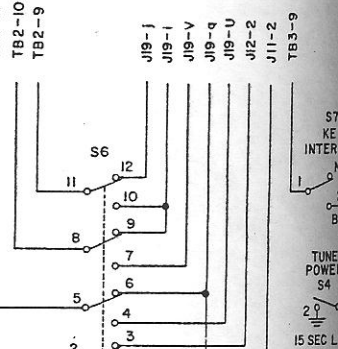 TB2-10
TB2-9
J19-j
J19-i
J19-V
J19-q
J19-U
J12-2
J11-2
TB3-9
S6
12
11
10
9
8
7
6
5
4
3
S7
KE
INTER
1
TUNE
POWER
S4
2
15 SEC L